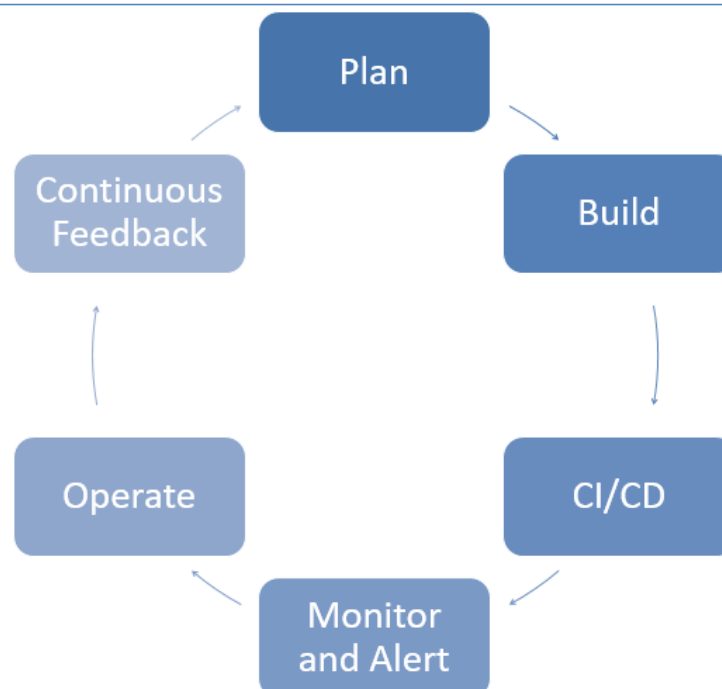 Plan
Build
CI/CD
Monitor
and Alert
Operate
Continuous
Feedback